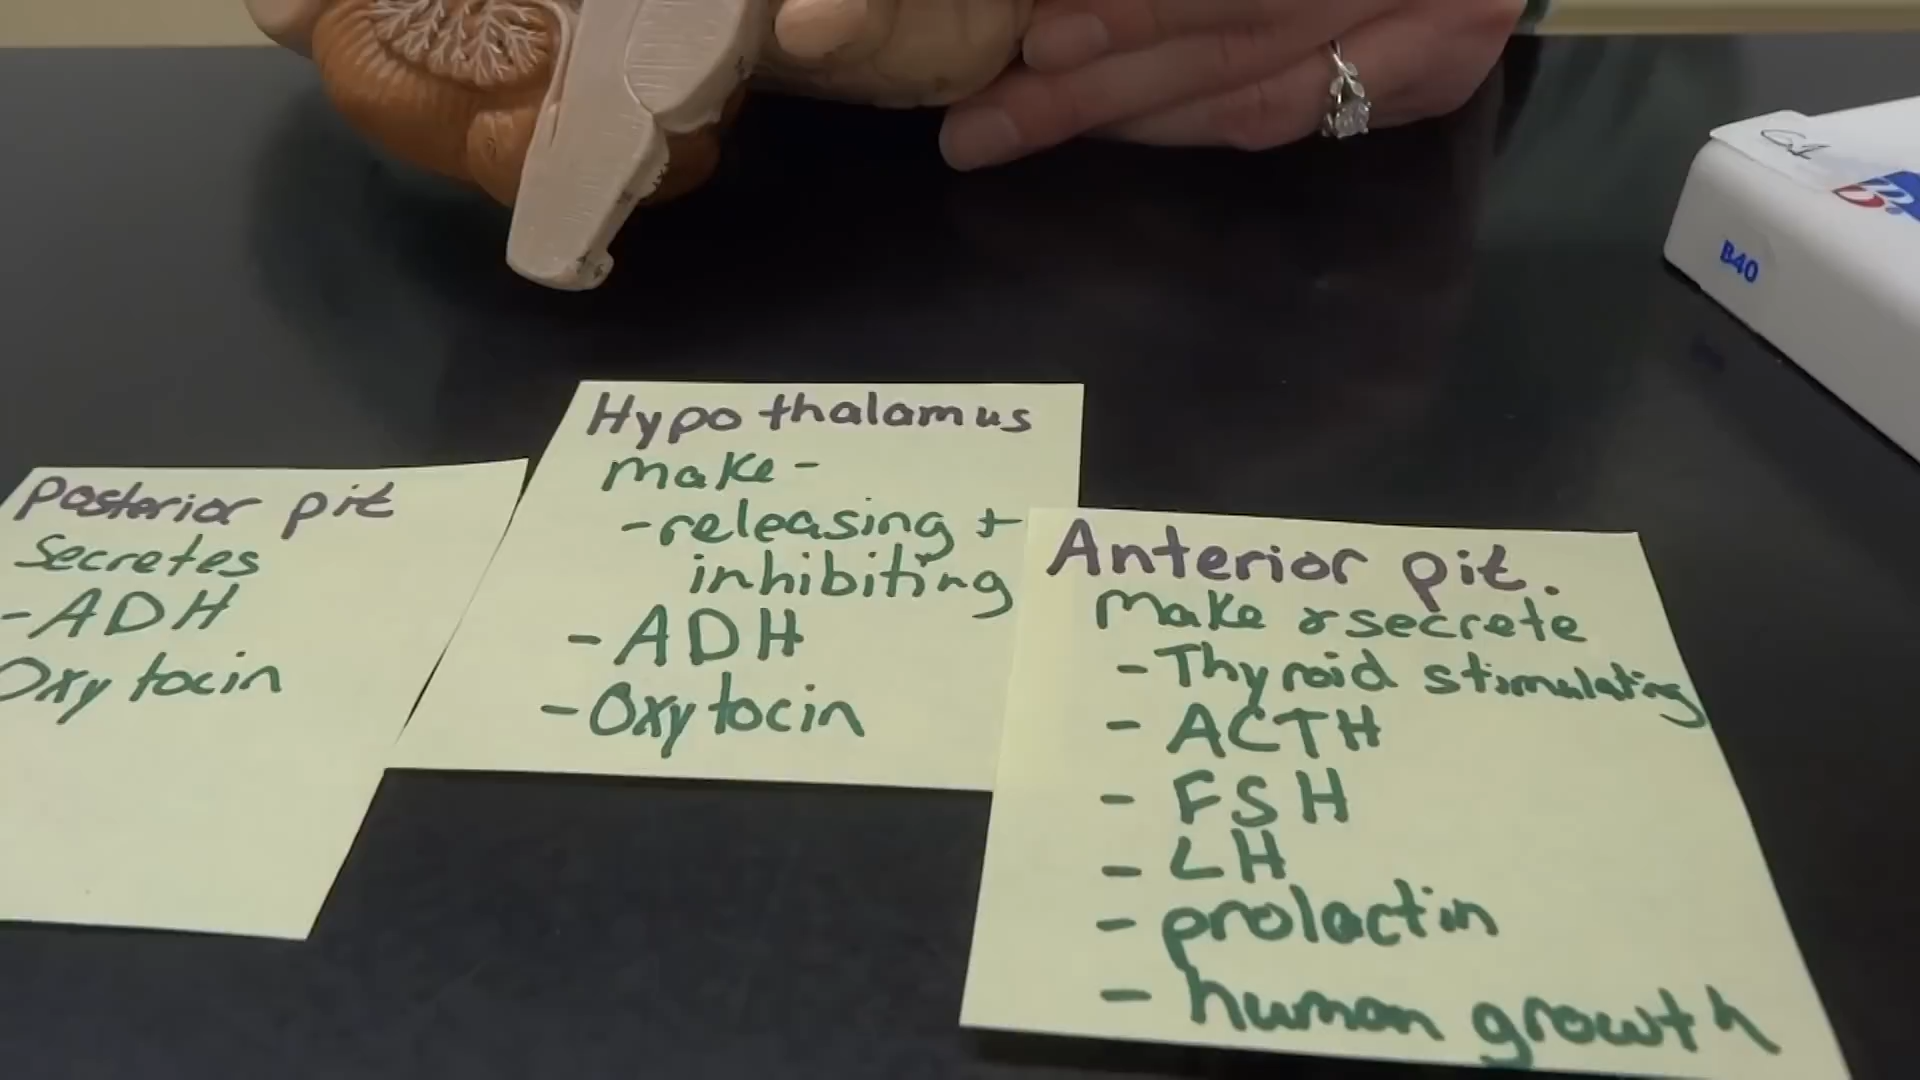 Posterior pit
Secretes
- ADH
Oxytocin
Hypothalamus
make -
- releasing +
inhibiting
- ADH
- Oxytocin
Anterior pit.
Make & secrete
- Thyroid stimulating
- ACTH
- FSH
- LH
- prolactin
- human growth
G1
B40